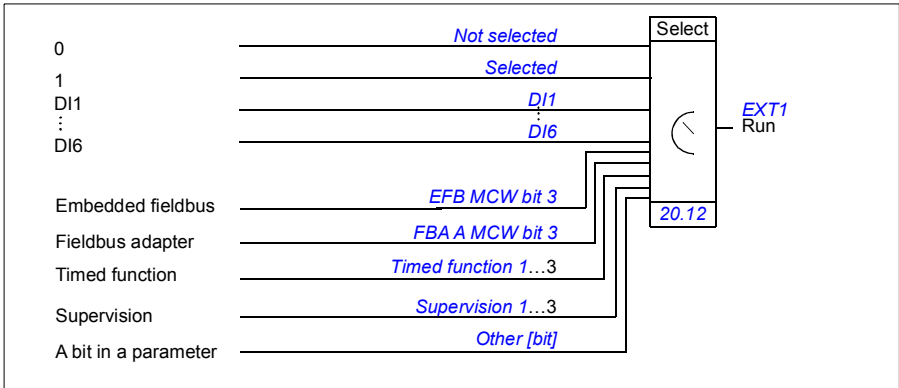 Not selected
Select
0
Selected
1
DI1
DI1
EXT1
⋮
⋮
Run
DI6
DI6
Embedded fieldbus
EFB MCW bit 3
20.12
Fieldbus adapter
FBA A MCW bit 3
Timed function
Timed function 1…3
Supervision
Supervision 1…3
A bit in a parameter
Other [bit]